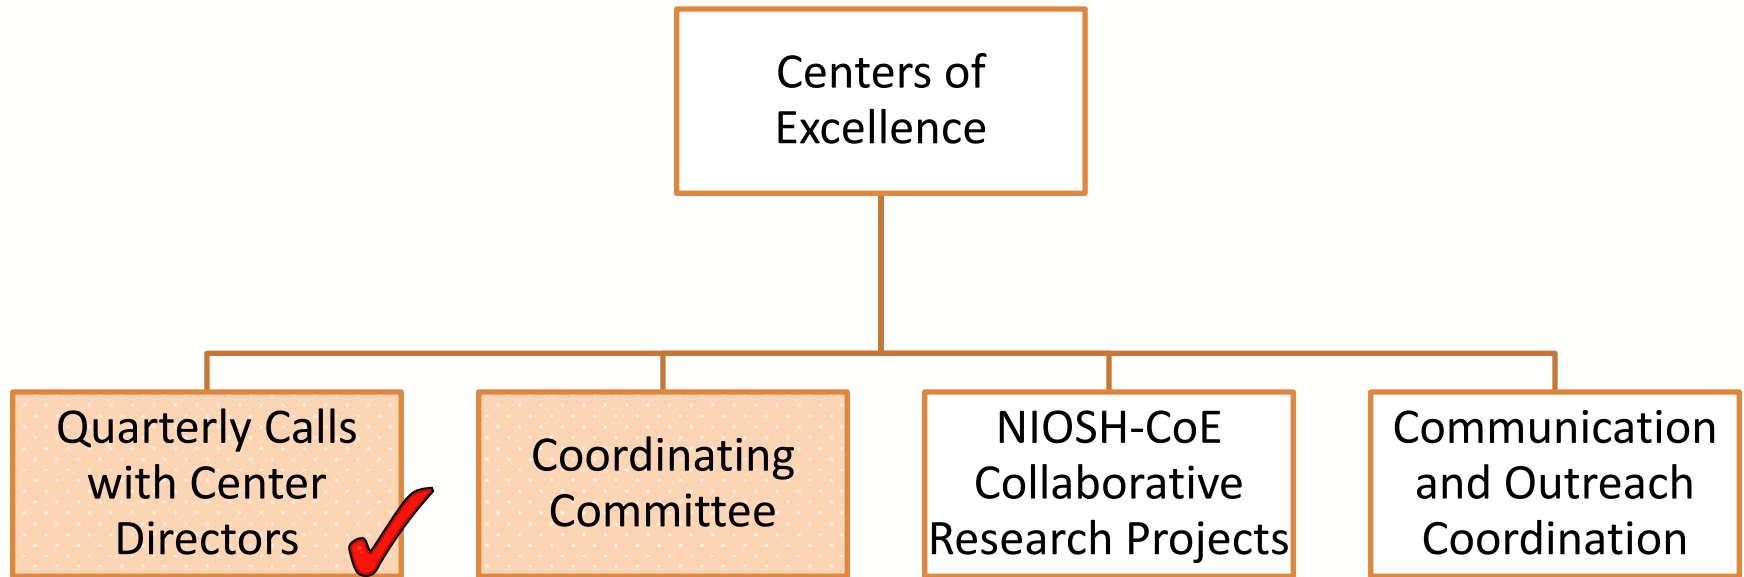 Centers of
Excellence
Quarterly Calls
with Center
Directors
Coordinating
Committee
NIOSH-CoE
Collaborative
Research Projects
Communication
and Outreach
Coordination